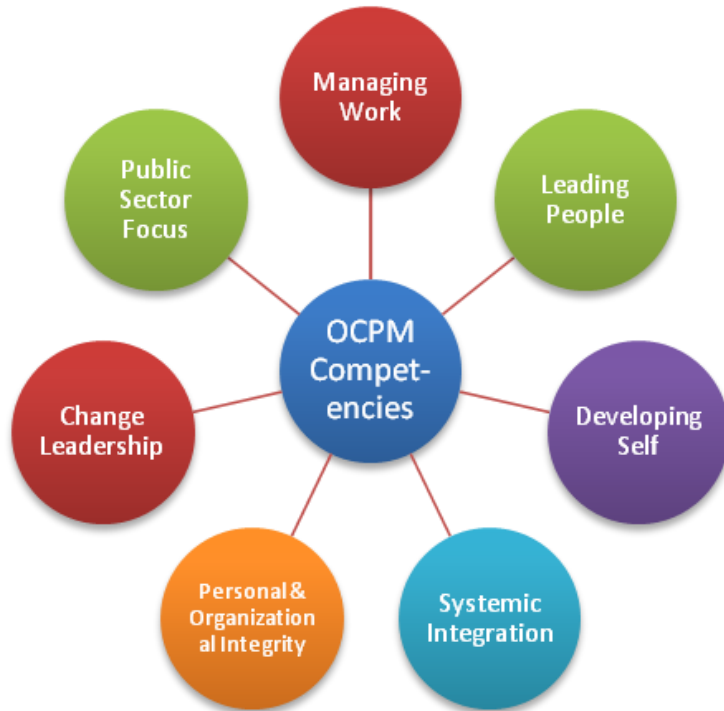 Managing
Work
Public
Sector
Focus
Leading
People
OCPM
Compet-
encies
Change
Leadership
Developing
Self
Personal &
Organization
al Integrity
Systemic
Integration